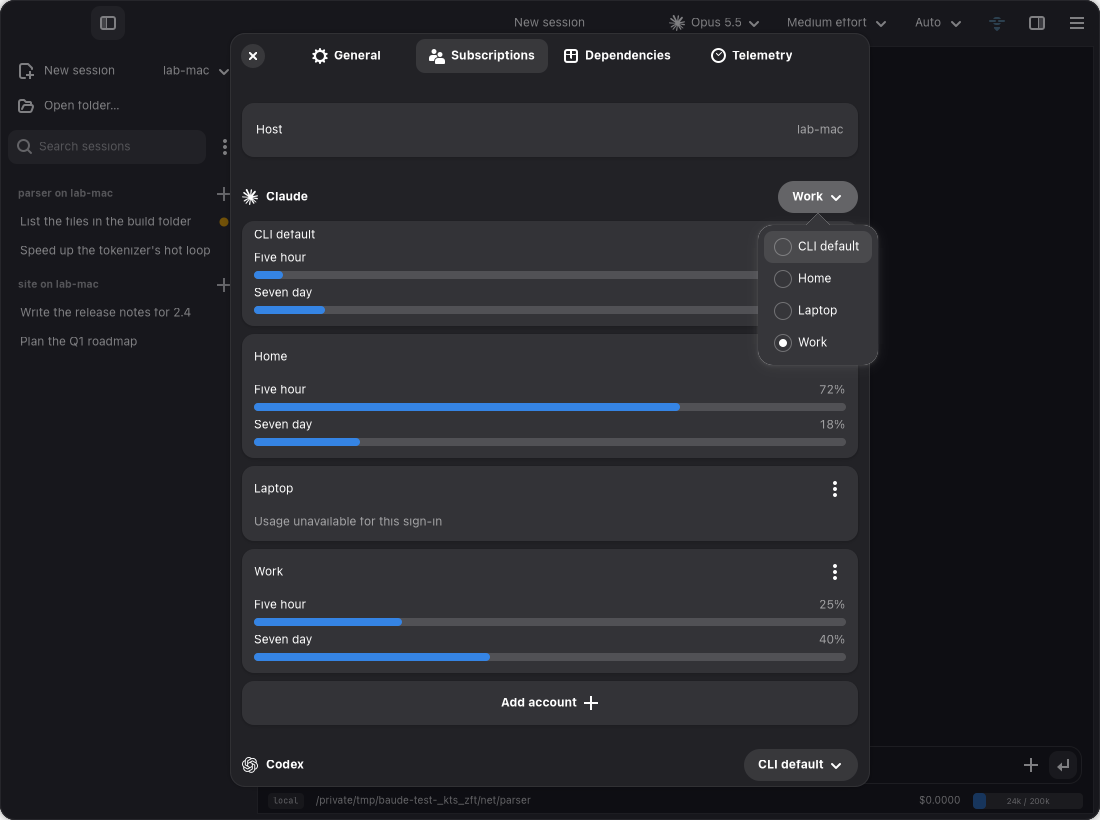 New session
Opus 5.5
Medium effort
Auto
General
Subscriptions
Dependencies
Telemetry
New session
lab-mac
Open folder...
Search sessions
parser on lab-mac
List the files in the build folder
Speed up the tokenizer's hot loop
site on lab-mac
Write the release notes for 2.4
Plan the Q1 roadmap
Host
lab-mac
Claude
Work
CLI default
Five hour
Seven day
CLI default
Home
Laptop
Work
Home
Five hour
72%
Seven day
18%
Laptop
Usage unavailable for this sign-in
Work
Five hour
25%
Seven day
40%
Add account
Codex
CLI default
local
/private/tmp/baude-test-_kts_zft/net/parser
$0.0000
24k / 200k